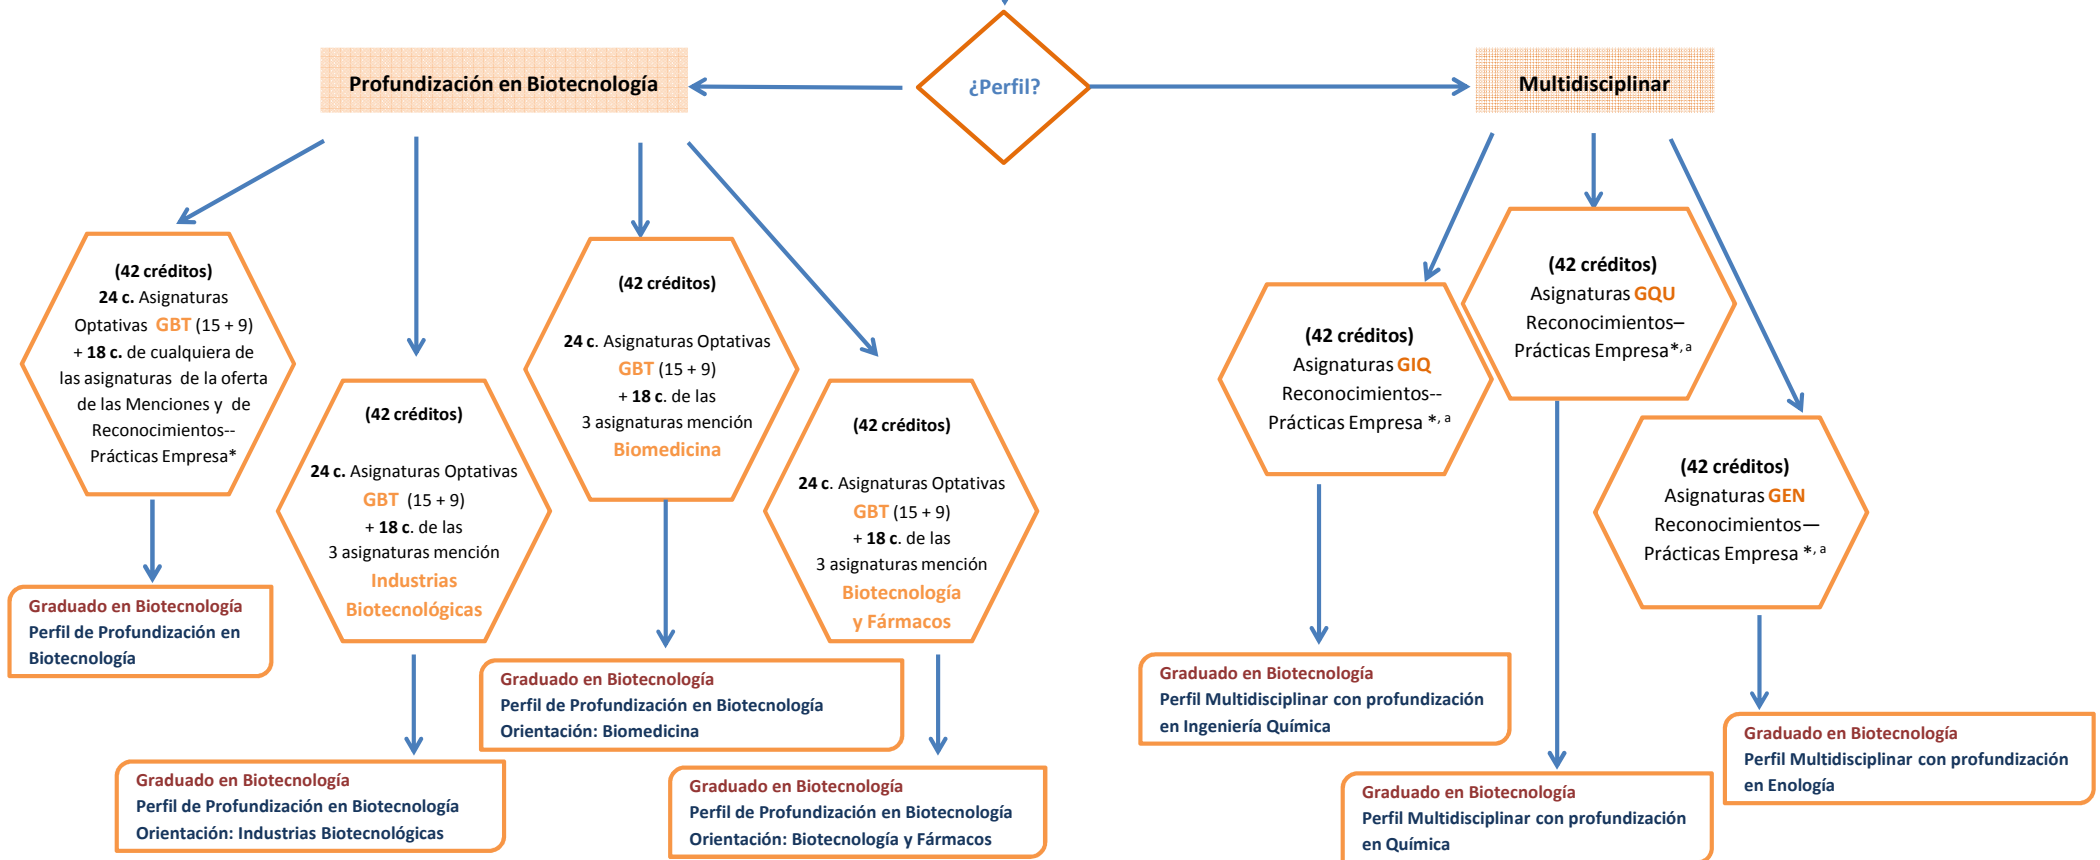 ¿Perfil?
Profundización en Biotecnología
Multidisciplinar
(42 créditos)
24 c. Asignaturas
Optativas GBT (15 + 9)
+ 18 c. de cualquiera de
las asignaturas de la oferta
de las Menciones y de
Reconocimientos--
Prácticas Empresa*
(42 créditos)
24 c. Asignaturas Optativas
GBT (15 + 9)
+ 18 c. de las
3 asignaturas mención
Industrias
Biotecnológicas
(42 créditos)
24 c. Asignaturas Optativas
GBT (15 + 9)
+ 18 c. de las
3 asignaturas mención
Biomedicina
(42 créditos)
24 c. Asignaturas Optativas
GBT (15 + 9)
+ 18 c. de las
3 asignaturas mención
Biotecnología
y Fármacos
(42 créditos)
Asignaturas GIQ
Reconocimientos--
Prácticas Empresa *, a
(42 créditos)
Asignaturas GQU
Reconocimientos–
Prácticas Empresa*, a
(42 créditos)
Asignaturas GEN
Reconocimientos—
Prácticas Empresa *, a
Graduado en Biotecnología
Perfil de Profundización en
Biotecnología
Graduado en Biotecnología
Perfil de Profundización en Biotecnología
Orientación: Industrias Biotecnológicas
Graduado en Biotecnología
Perfil de Profundización en Biotecnología
Orientación: Biomedicina
Graduado en Biotecnología
Perfil de Profundización en Biotecnología
Orientación: Biotecnología y Fármacos
Graduado en Biotecnología
Perfil Multidisciplinar con profundización
en Ingeniería Química
Graduado en Biotecnología
Perfil Multidisciplinar con profundización
en Química
Graduado en Biotecnología
Perfil Multidisciplinar con profundización
en Enología